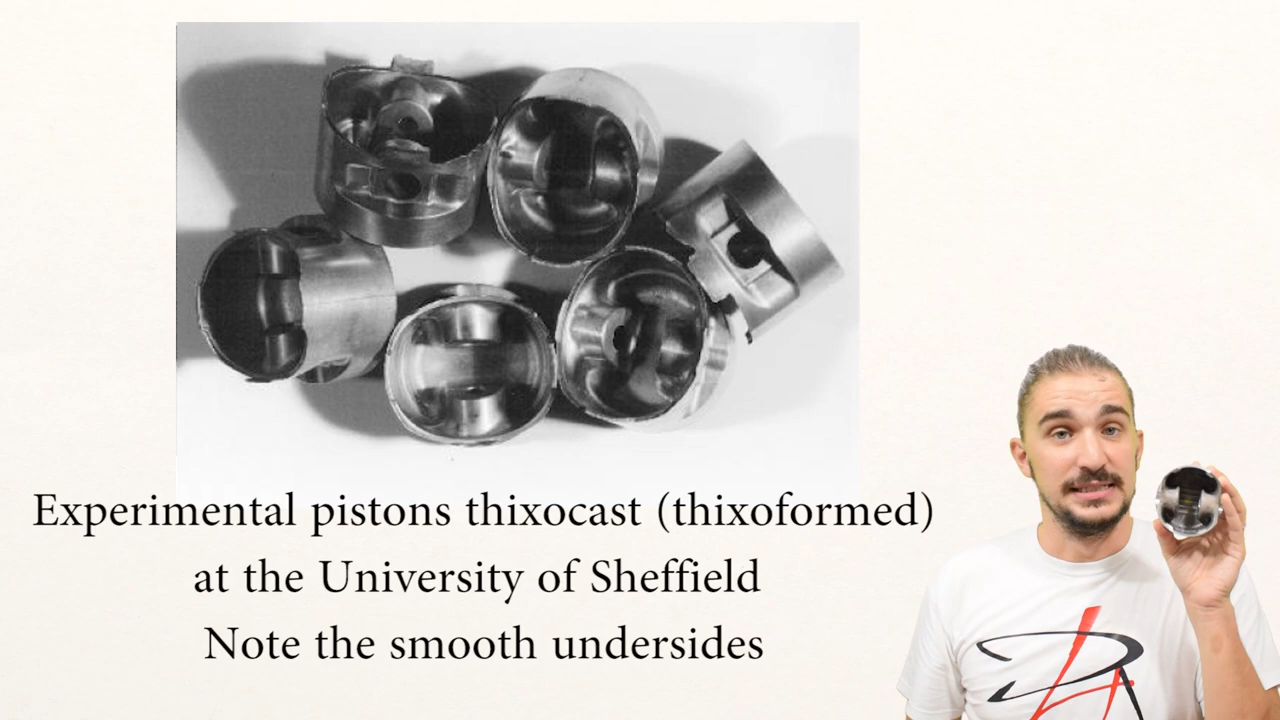 Experimental pistons thixocast (thixoformed)
at the University of Sheffield
Note the smooth undersides